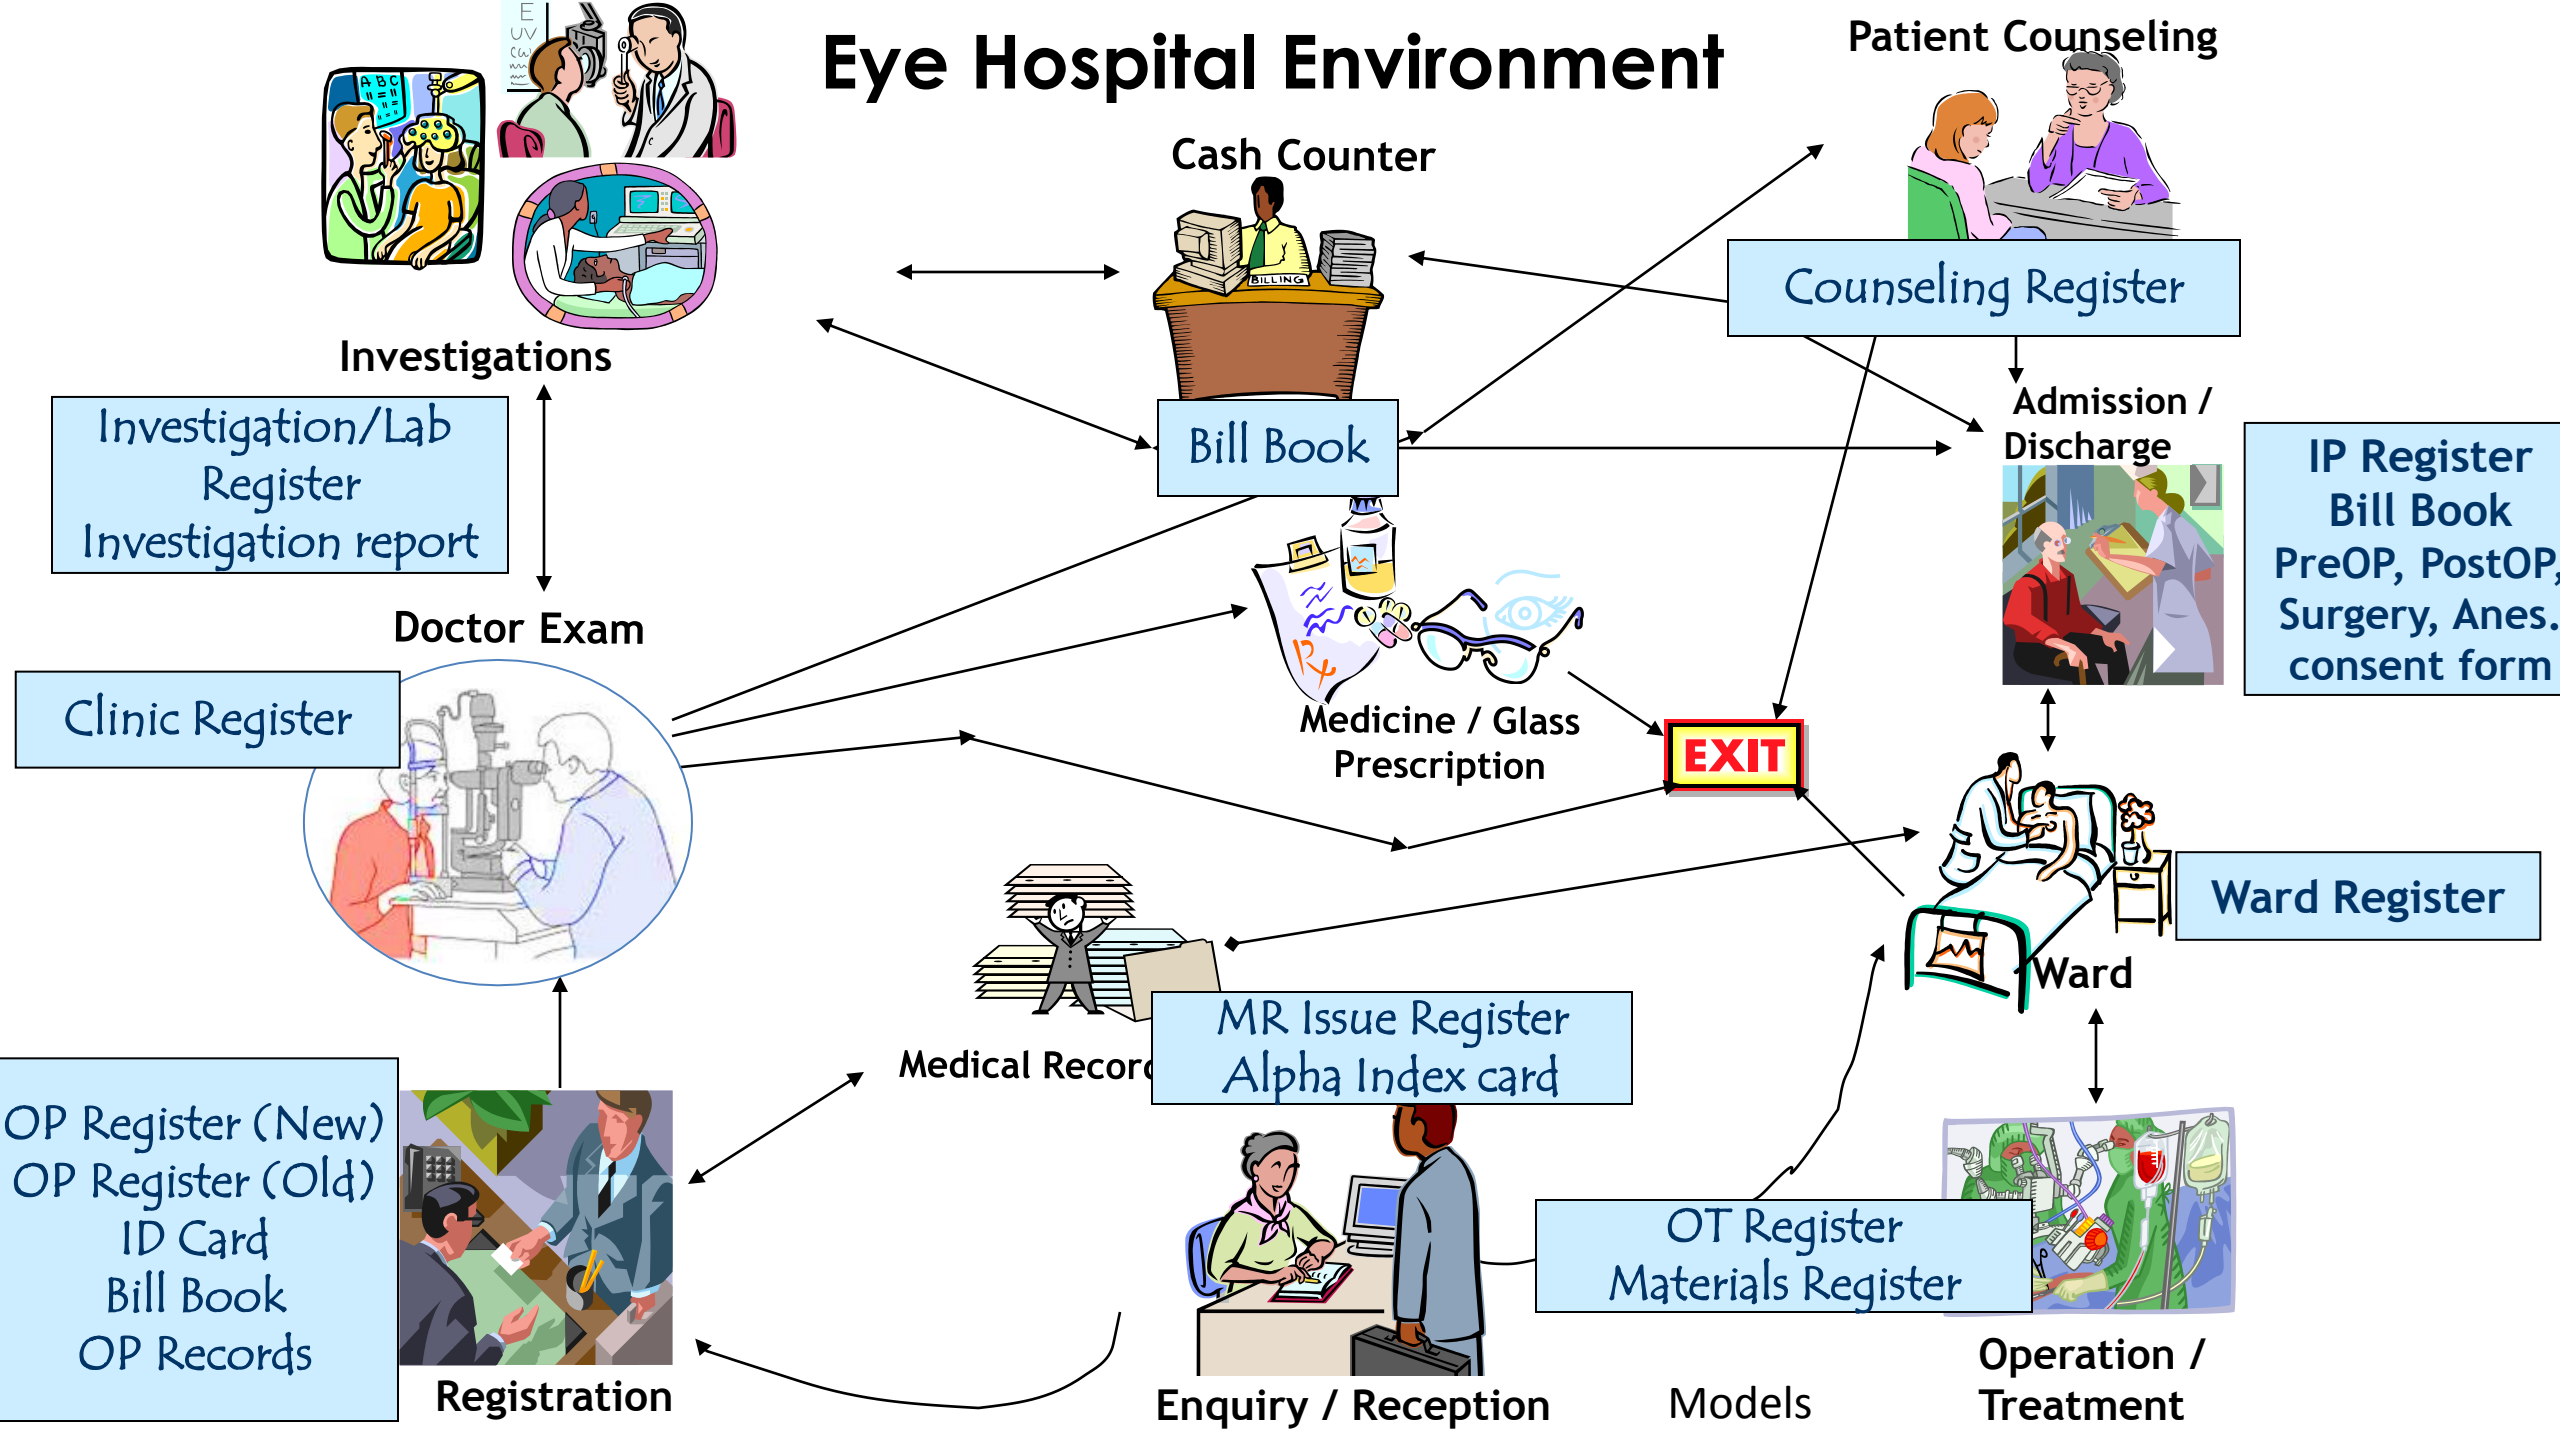 Eye Hospital Environment
Patient Counseling
E
UV
A B C
Cash Counter
BILLING
Counseling Register
Investigations
Investigation/Lab
Register
Investigation report
Bill Book
Admission /
Discharge
IP Register
Bill Book
PreOP, PostOP,
Surgery, Anes.
consent form
Doctor Exam
Clinic Register
Rx
Medicine / Glass
Prescription
EXIT
Ward Register
Ward
MR Issue Register
Alpha Index card
Medical Recor
OP Register (New)
OP Register (Old)
ID Card
Bill Book
OP Records
Registration
OT Register
Materials Register
Enquiry / Reception
Models
Operation /
Treatment